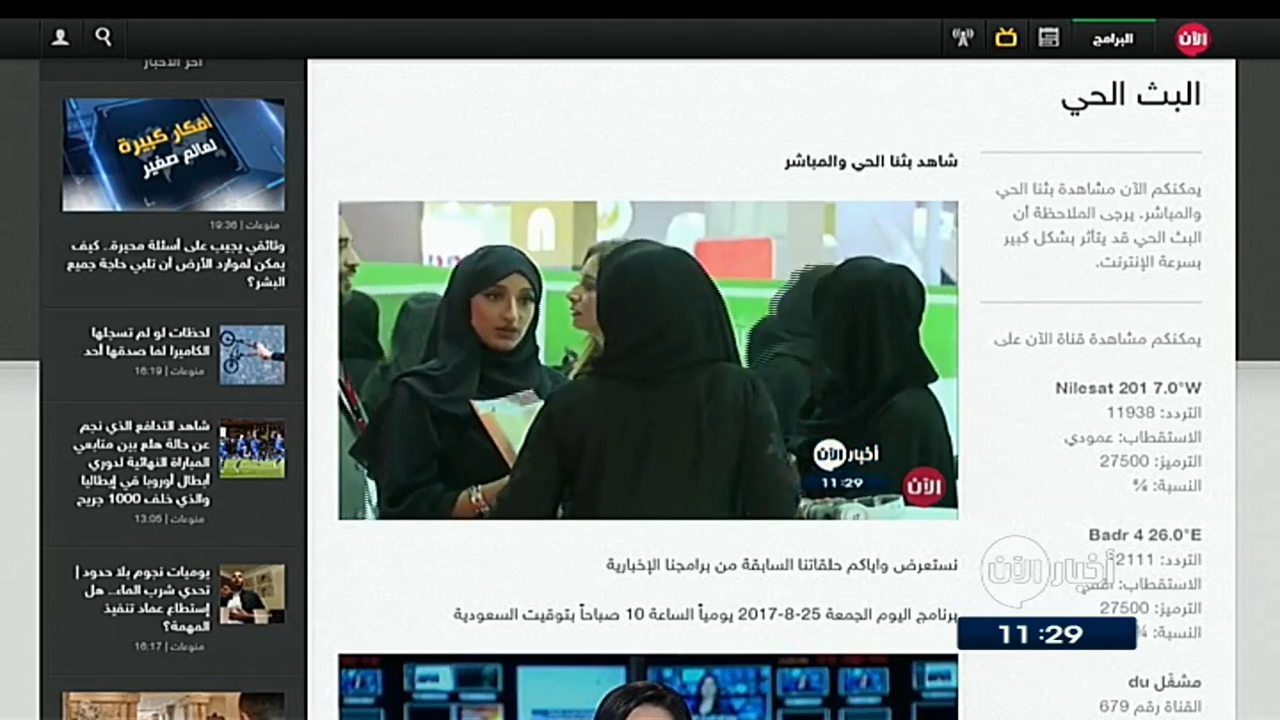 البرامج
الآن
البث الحي
يمكنكم الآن مشاهدة بثنا الحي
والمباشر. يرجى الملاحظة أن
البث الحي قد يتأثر بشكل كبير
بسرعة الإنترنت.
يمكنكم مشاهدة قناة الآن على
Nilesat 201 7.0°W
التردد: 11938
الاستقطاب: عمودي
الترميز: 27500
النسبة: ¾
Badr 4 26.0°E
التردد:
الاستقطاب: أفقي
الترميز: 27500
النسبة:
مشغّل du
القناة رقم 679
أخبار الآن
11:29
شاهد بثنا الحي والمباشر
أخبار الآن
11:29
الآن
نستعرض واياكم حلقاتنا السابقة من برامجنا الإخبارية
برنامج اليوم الجمعة 25-8-2017 يومياً الساعة 10 صباحاً بتوقيت السعودية
آخر الأخبار
أفكار كبيرة
لعالم صغير
منوعات | 19:36
وثائقي يجيب على أسئلة محيرة.. كيف
يمكن لموارد الأرض أن تلبي حاجة جميع
البشر؟
لحظات لو لم تسجلها
الكاميرا لما صدقها أحد
منوعات | 16:19
شاهد التدافع الذي نجم
عن حالة هلع بين متابعي
المباراة النهائية لدوري
أبطال أوروبا في إيطاليا
والذي خلف 1000 جريح
منوعات | 13:05
يوميات نجوم بلا حدود |
تحدي شرب الماء.. هل
إستطاع عماد تنفيذ
المهمة؟
منوعات | 16:17